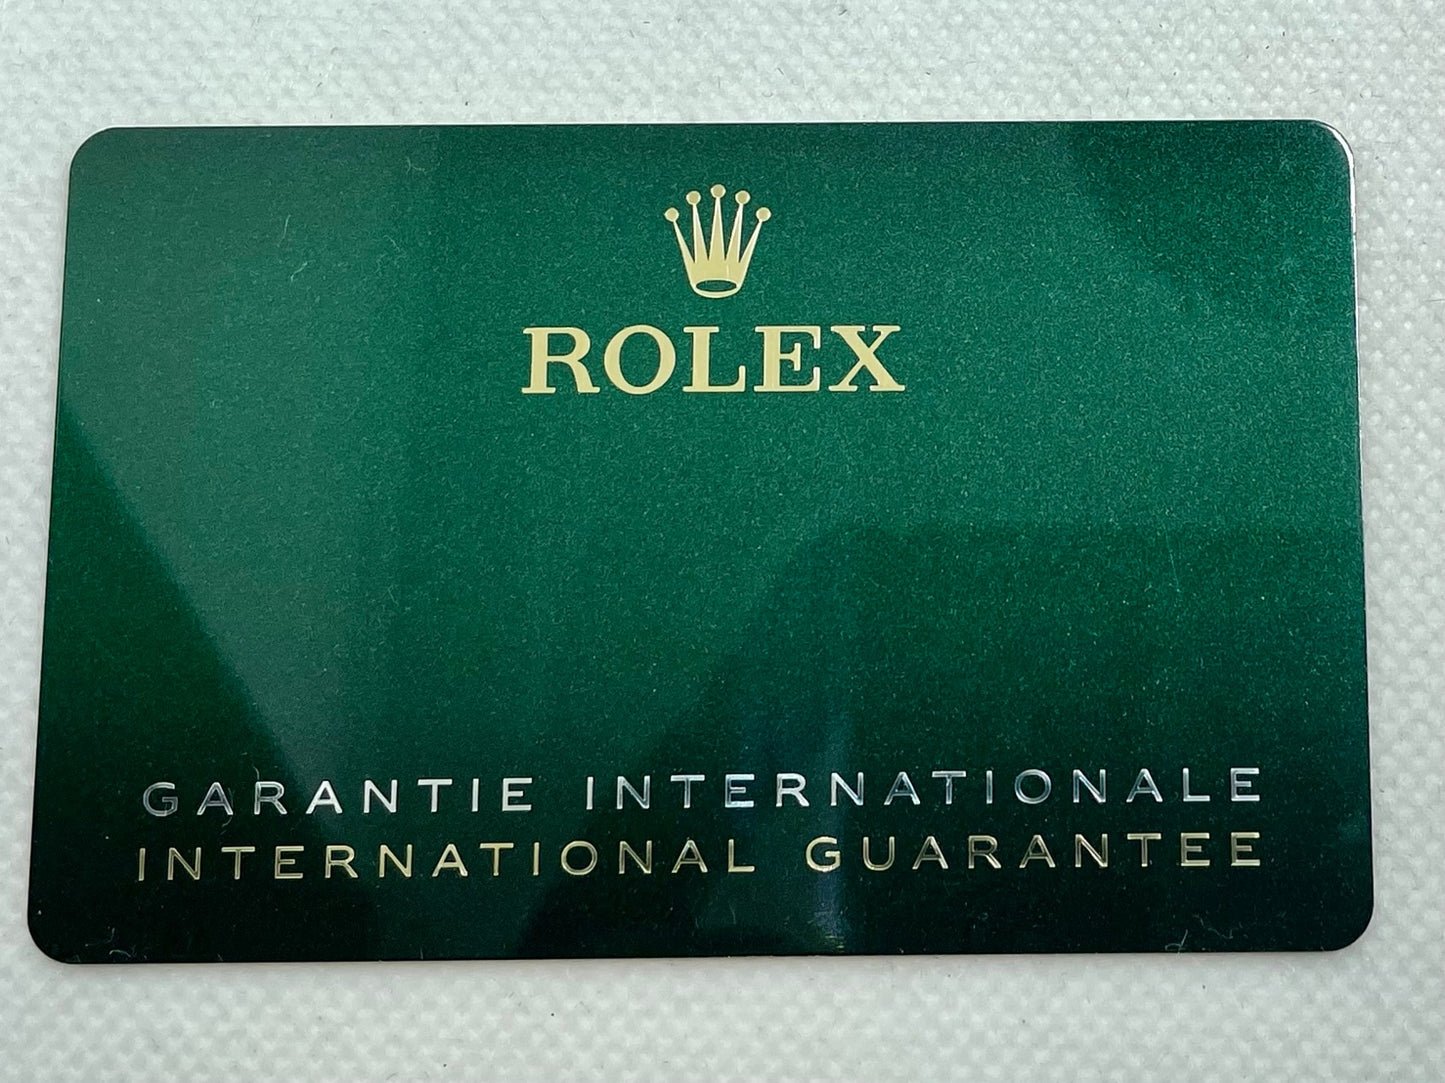 ROLEX
GARANTIE INTERNATIONALE
INTERNATIONAL GUARANTEE